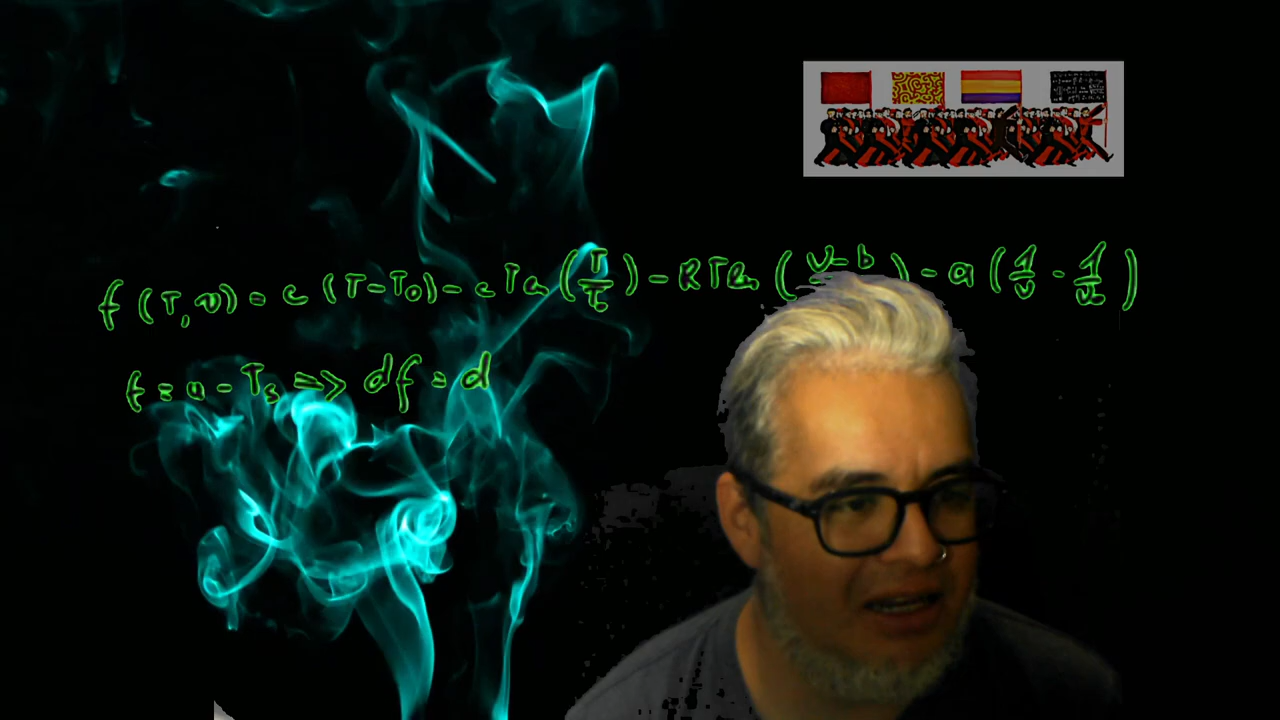 f(T,v) = c(T-T₀) - cTln(T/T₀) - RTln(v-b) - a(1/v - 1/v₀)
f = u - Ts => df = d